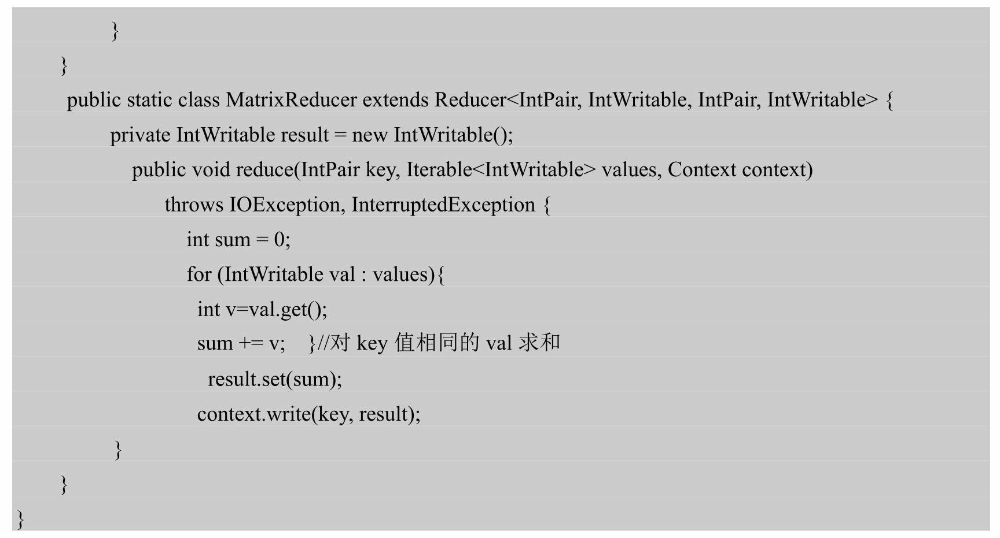 }
}
public static class MatrixReducer extends Reducer<IntPair, IntWritable, IntPair, IntWritable> {
private IntWritable result = new IntWritable();
public void reduce(IntPair key, Iterable<IntWritable> values, Context context)
throws IOException, InterruptedException {
int sum = 0;
for (IntWritable val : values){
int v=val.get();
sum += v; }//对 key 值相同的 val 求和
result.set(sum);
context.write(key, result);
}
}
}